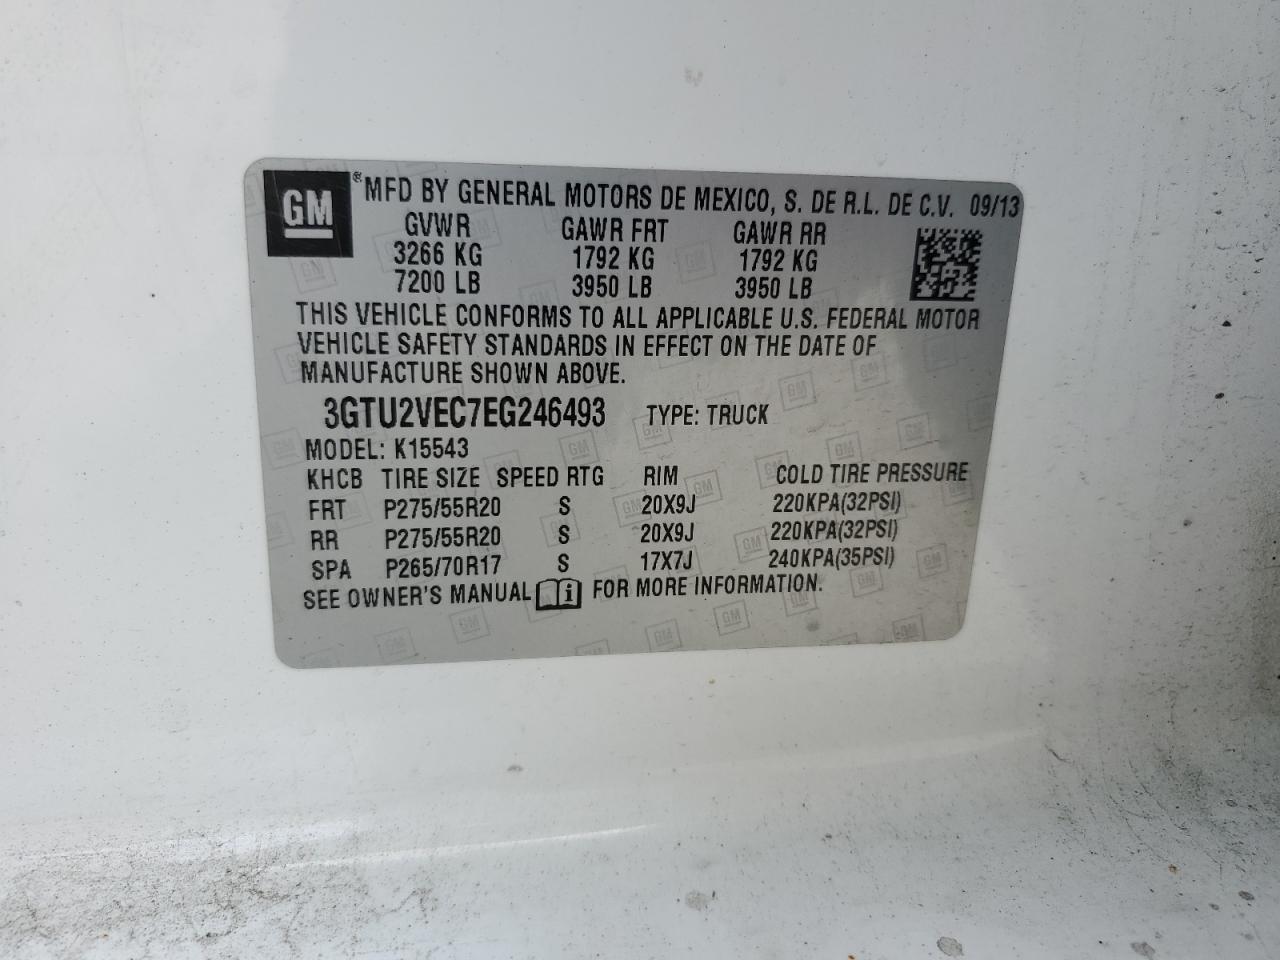 GM ® MFD BY GENERAL MOTORS DE MEXICO, S. DE R.L. DE C.V. 09/13
GVWR GAWR FRT GAWR RR
3266 KG 1792 KG 1792 KG
7200 LB 3950 LB 3950 LB
THIS VEHICLE CONFORMS TO ALL APPLICABLE U.S. FEDERAL MOTOR
VEHICLE SAFETY STANDARDS IN EFFECT ON THE DATE OF
MANUFACTURE SHOWN ABOVE.
3GTU2VEC7EG246493 TYPE: TRUCK
MODEL: K15543
KHCB TIRE SIZE SPEED RTG RIM COLD TIRE PRESSURE
FRT P275/55R20 S 20X9J 220KPA(32PSI)
RR P275/55R20 S 20X9J 220KPA(32PSI)
SPA P265/70R17 S 17X7J 240KPA(35PSI)
SEE OWNER'S MANUAL i FOR MORE INFORMATION.